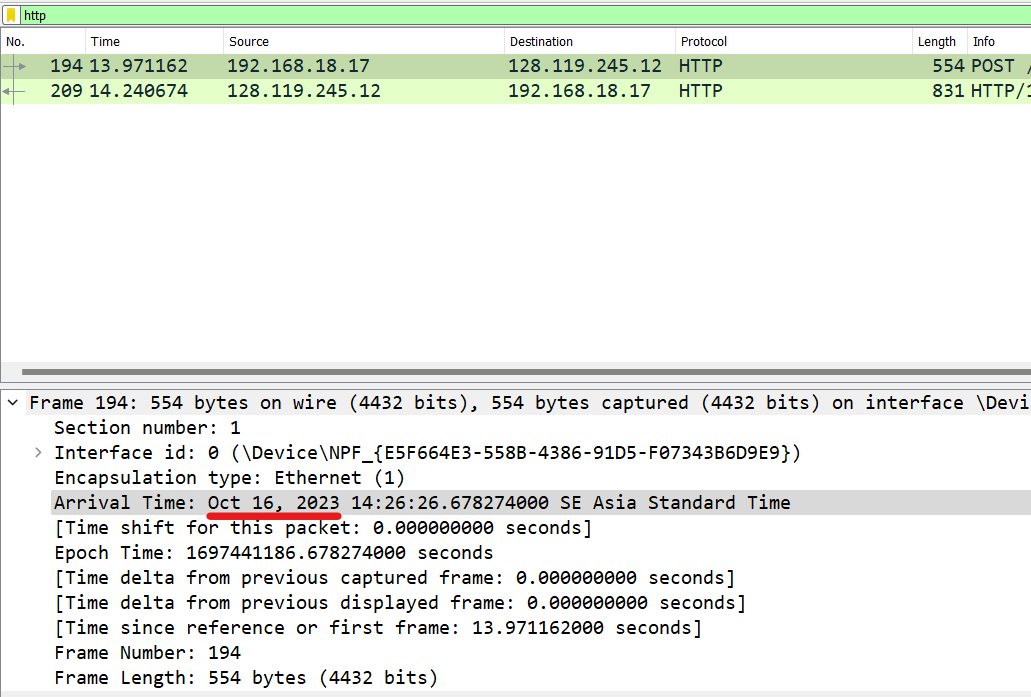 http
No. Time Source Destination Protocol Length Info
194 13.971162 192.168.18.17 128.119.245.12 HTTP 554 POST /
209 14.240674 128.119.245.12 192.168.18.17 HTTP 831 HTTP/1
Frame 194: 554 bytes on wire (4432 bits), 554 bytes captured (4432 bits) on interface \Devi
Section number: 1
Interface id: 0 (\Device\NPF_{E5F664E3-558B-4386-91D5-F07343B6D9E9})
Encapsulation type: Ethernet (1)
Arrival Time: Oct 16, 2023 14:26:26.678274000 SE Asia Standard Time
[Time shift for this packet: 0.000000000 seconds]
Epoch Time: 1697441186.678274000 seconds
[Time delta from previous captured frame: 0.000000000 seconds]
[Time delta from previous displayed frame: 0.000000000 seconds]
[Time since reference or first frame: 13.971162000 seconds]
Frame Number: 194
Frame Length: 554 bytes (4432 bits)